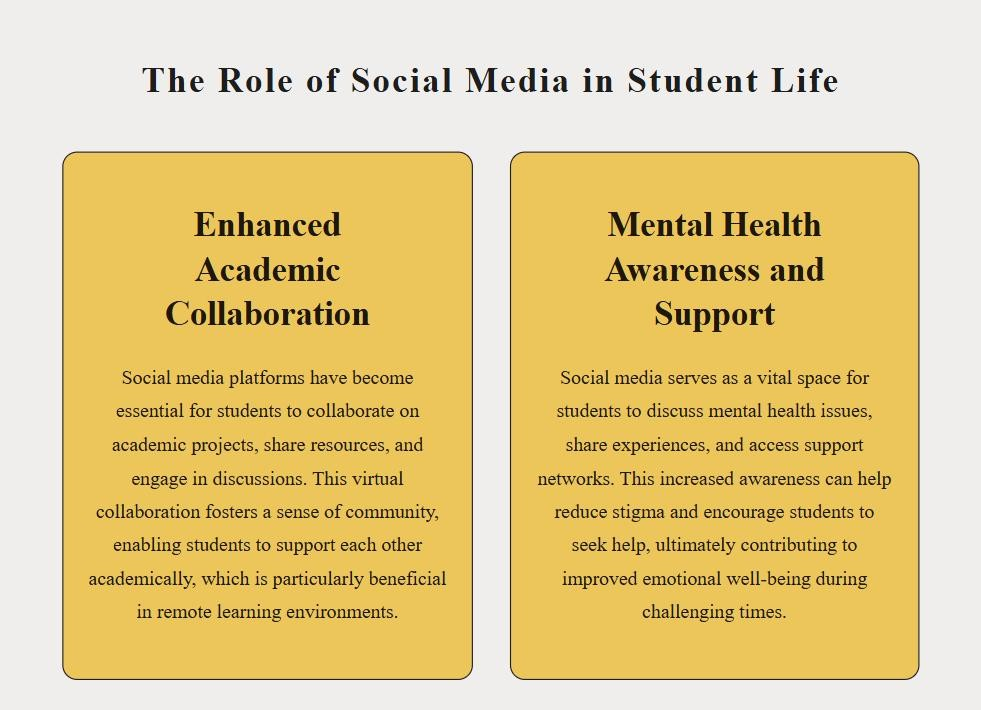 The Role of Social Media in Student Life
Enhanced
Academic
Collaboration
Social media platforms have become
essential for students to collaborate on
academic projects, share resources, and
engage in discussions. This virtual
collaboration fosters a sense of community,
enabling students to support each other
academically, which is particularly beneficial
in remote learning environments.
Mental Health
Awareness and
Support
Social media serves as a vital space for
students to discuss mental health issues,
share experiences, and access support
networks. This increased awareness can help
reduce stigma and encourage students to
seek help, ultimately contributing to
improved emotional well-being during
challenging times.